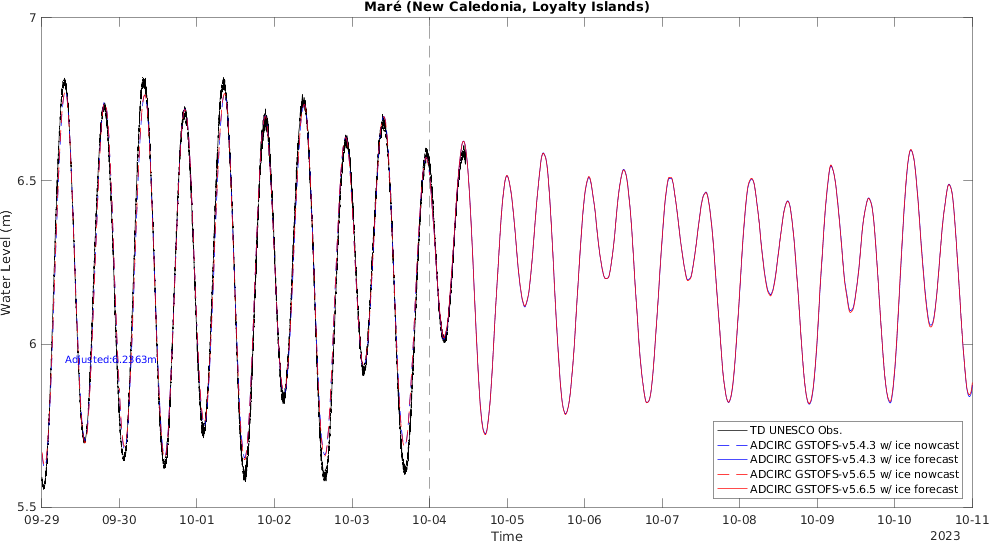 Maré (New Caledonia, Loyalty Islands)
7
6.5
6
5.5
Water Level (m)
Adjusted:6.2363m
TD UNESCO Obs.
ADCIRC GSTOFS-v5.4.3 w/ ice nowcast
ADCIRC GSTOFS-v5.4.3 w/ ice forecast
ADCIRC GSTOFS-v5.6.5 w/ ice nowcast
ADCIRC GSTOFS-v5.6.5 w/ ice forecast
09-29 09-30 10-01 10-02 10-03 10-04 10-05 10-06 10-07 10-08 10-09 10-10 10-11
Time
2023